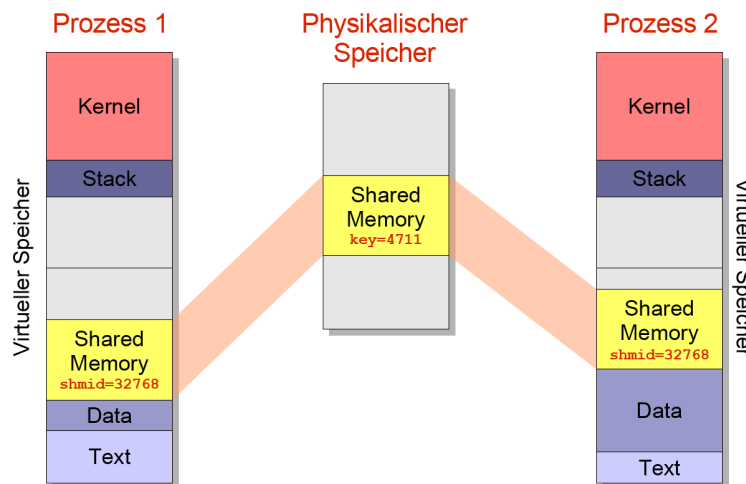 Prozess 1
Physikalischer
Speicher
Prozess 2
Virtueller Speicher
Kernel
Stack
Shared
Memory
shmid=32768
Data
Text
Shared
Memory
key=4711
Kernel
Stack
Shared
Memory
shmid=32768
Data
Text
Virtueller Speicher